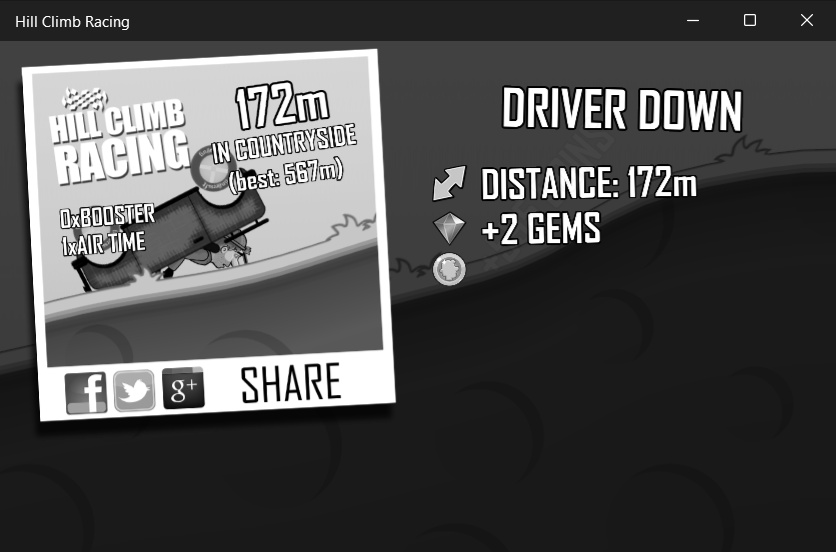 Hill Climb Racing
HILL CLIMB
RACING
172m
IN COUNTRYSIDE
(best: 567m)
0xBOOSTER
1xAIR TIME
f
g+
SHARE
DRIVER DOWN
DISTANCE: 172m
+2 GEMS